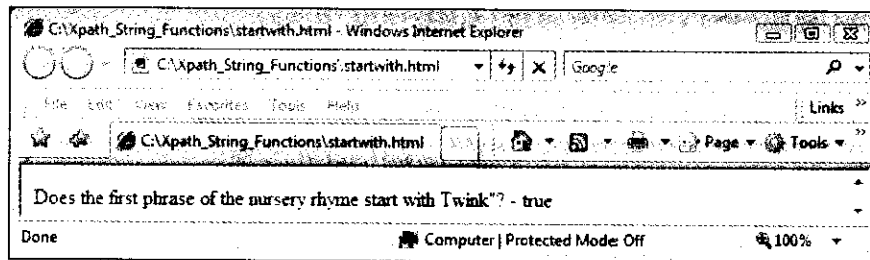 C:\Xpath_String_Functions\startwith.html - Windows Internet Explorer
C:\Xpath_String_Functions\startwith.html Google
File Edit View Favorites Tools Help Links »
C:\Xpath_String_Functions\startwith.html Page Tools »
Does the first phrase of the nursery rhyme start with Twink"? - true
Done Computer | Protected Mode: Off 100%